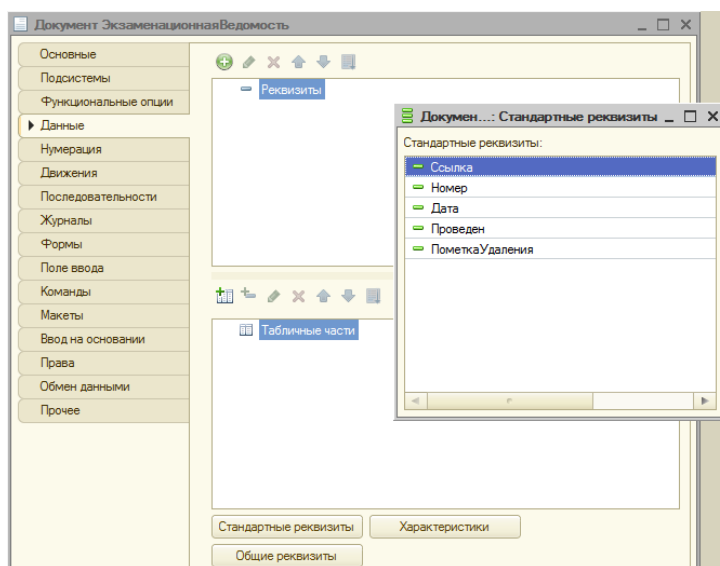 Документ ЭкзаменационнаяВедомость
Основные
Подсистемы
Функциональные опции
Данные
Нумерация
Движения
Последовательности
Журналы
Формы
Поле ввода
Команды
Макеты
Ввод на основании
Права
Обмен данными
Прочее
Реквизиты
Докумен...: Стандартные реквизиты
Стандартные реквизиты:
Ссылка
Номер
Дата
Проведен
ПометкаУдаления
Табличные части
Стандартные реквизиты
Характеристики
Общие реквизиты